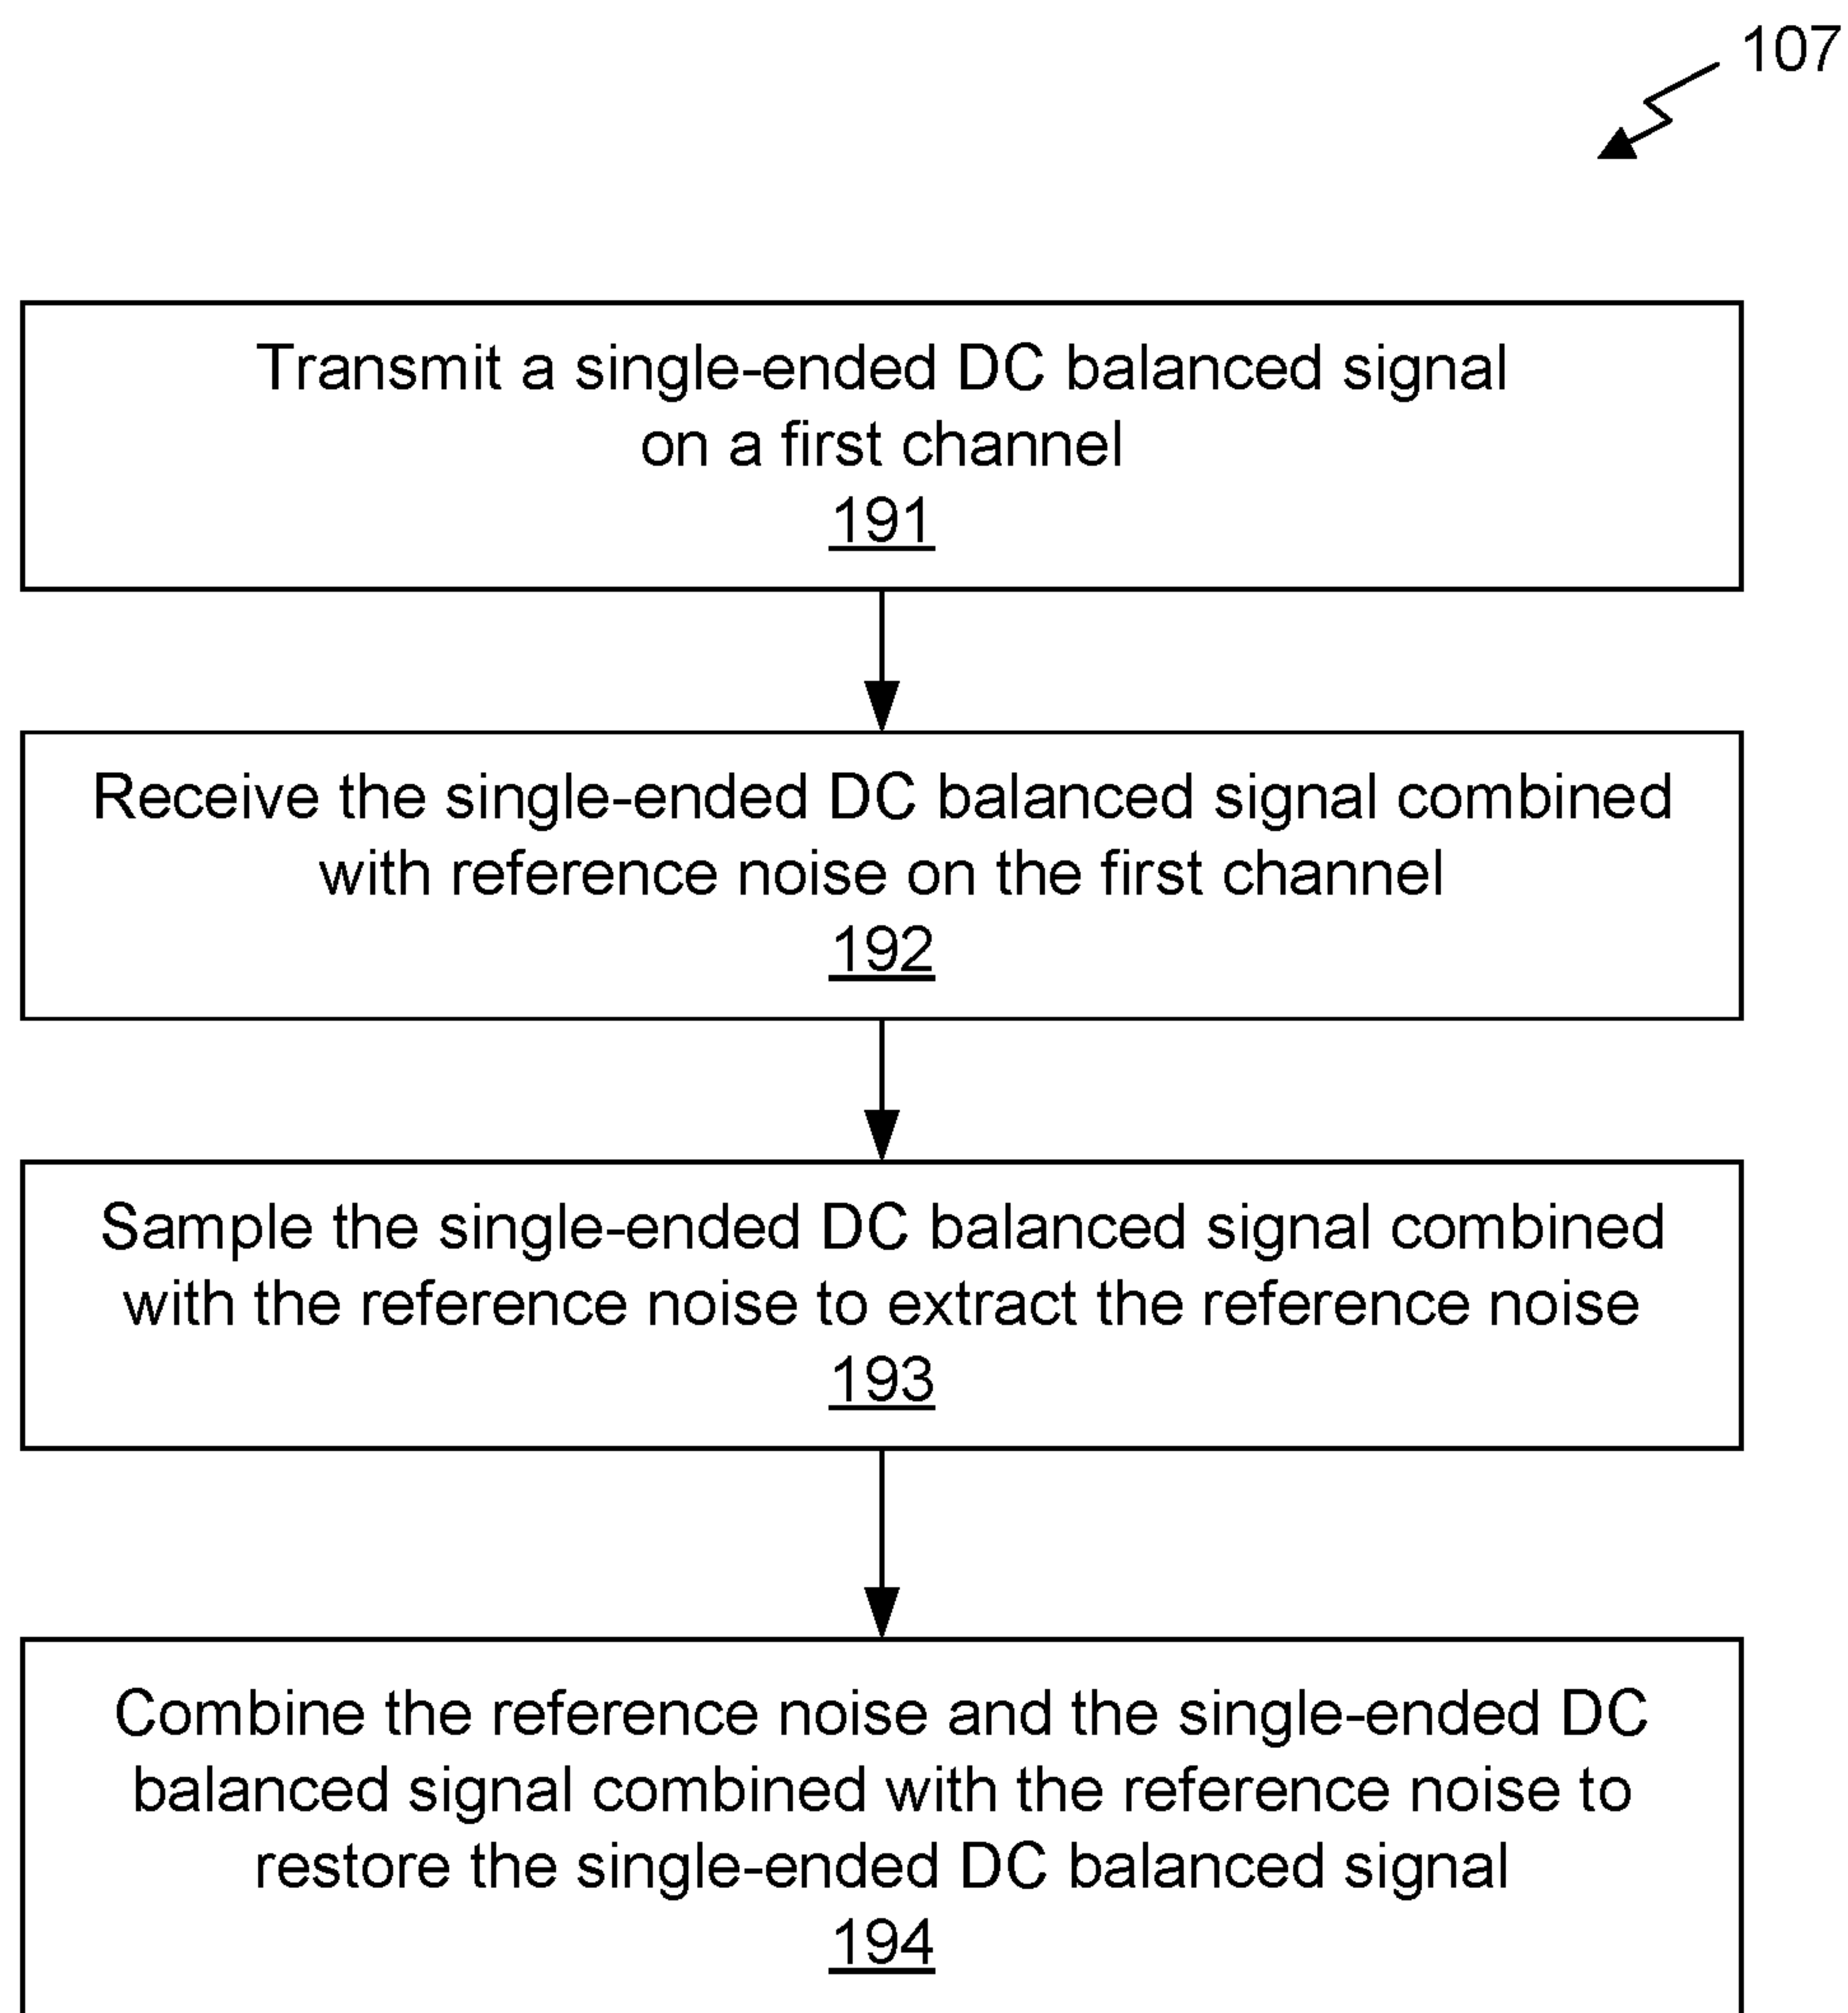 107
Transmit a single-ended DC balanced signal
on a first channel
191
Receive the single-ended DC balanced signal combined
with reference noise on the first channel
192
Sample the single-ended DC balanced signal combined
with the reference noise to extract the reference noise
193
Combine the reference noise and the single-ended DC
balanced signal combined with the reference noise to
restore the single-ended DC balanced signal
194